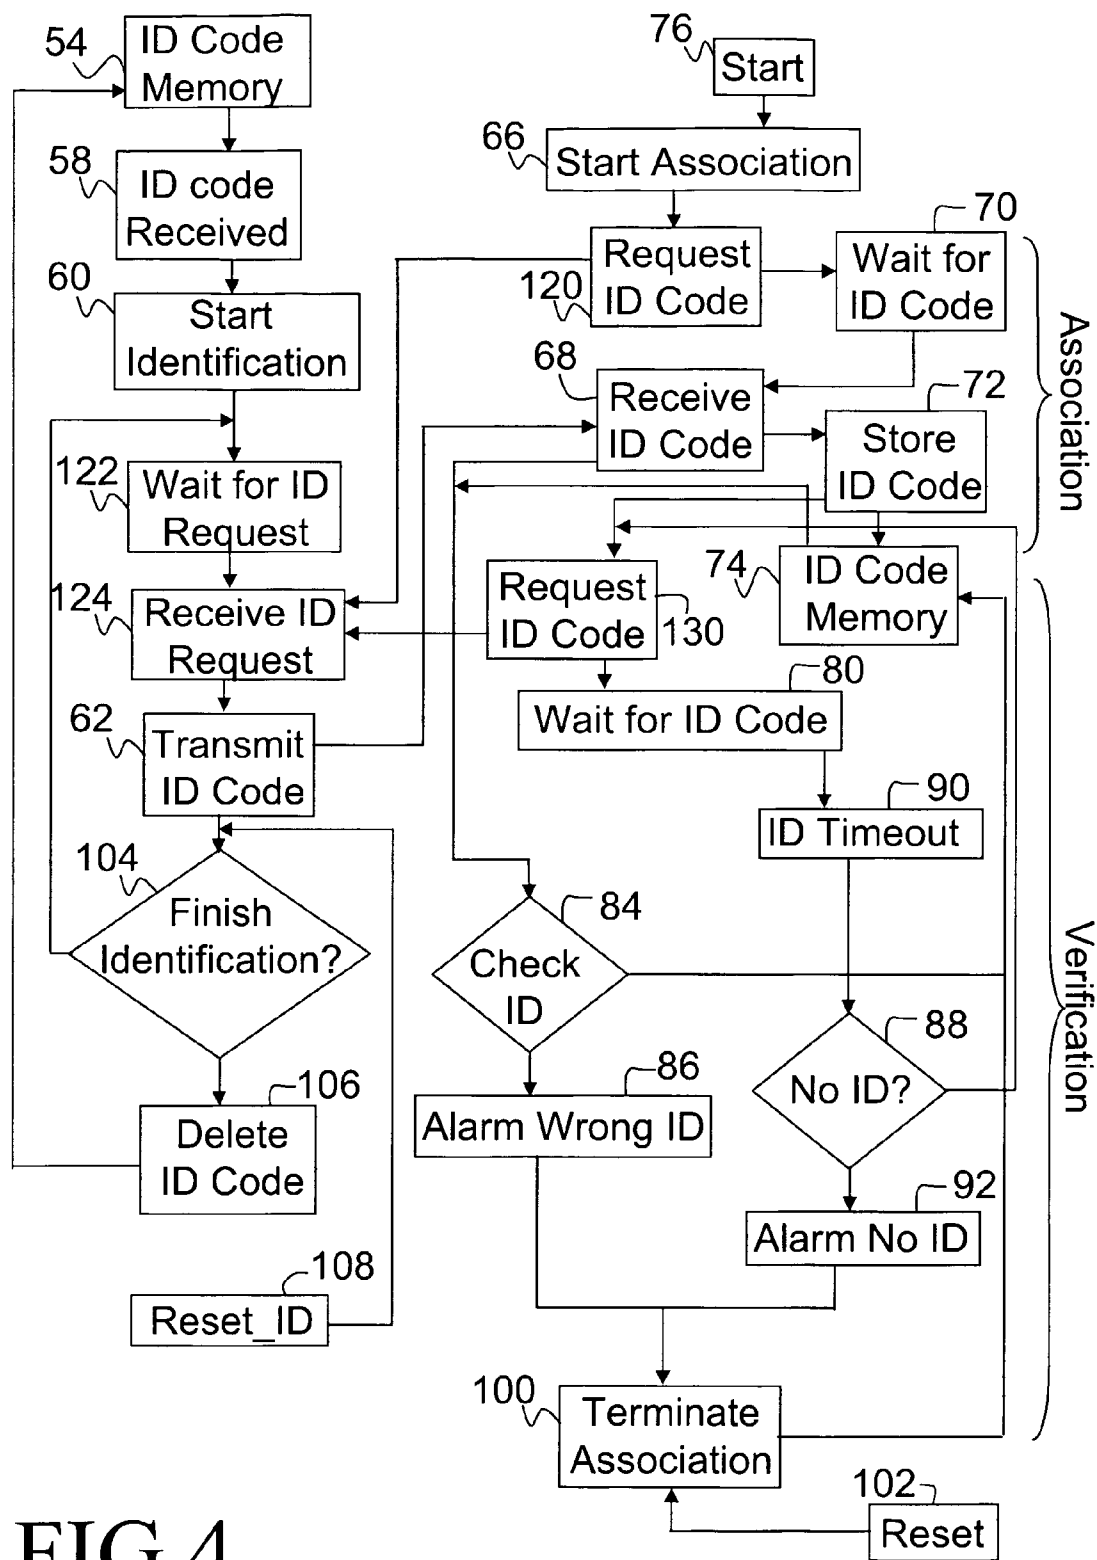 54
ID Code
Memory
58
ID code
Received
60
Start
Identification
122
Wait for ID
Request
124
Receive ID
Request
62
Transmit
ID Code
104
Finish
Identification?
106
Delete
ID Code
108
Reset_ID
76
Start
66
Start Association
Request
ID Code
120
70
Wait for
ID Code
68
Receive
ID Code
72
Store
ID Code
Association
Request
ID Code
130
74
ID Code
Memory
80
Wait for ID Code
90
ID Timeout
84
Check
ID
88
No ID?
86
Alarm Wrong ID
92
Alarm No ID
Verification
100
Terminate
Association
102
Reset
FIG 4